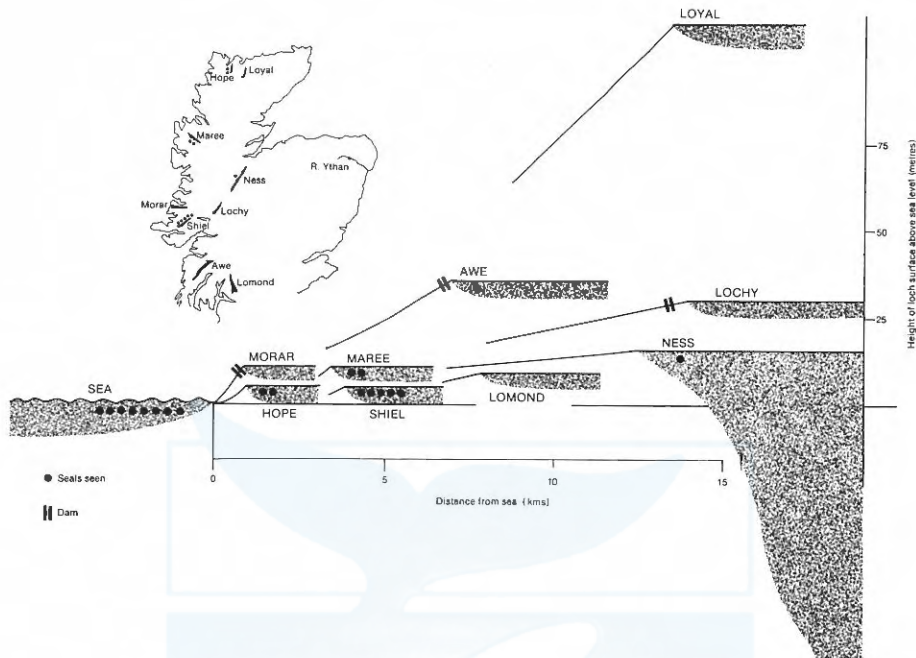 LOYAL
Hope
Loyal
Maree
Ness
R. Ythan
Morar
Lochy
Shiel
Awe
Lomond
75
50
25
Height of loch surface above sea level (metres)
AWE
LOCHY
NESS
MORAR
MAREE
SEA
HOPE
SHIEL
LOMOND
0
5
10
15
Distance from sea (kms)
Seals seen
Dam